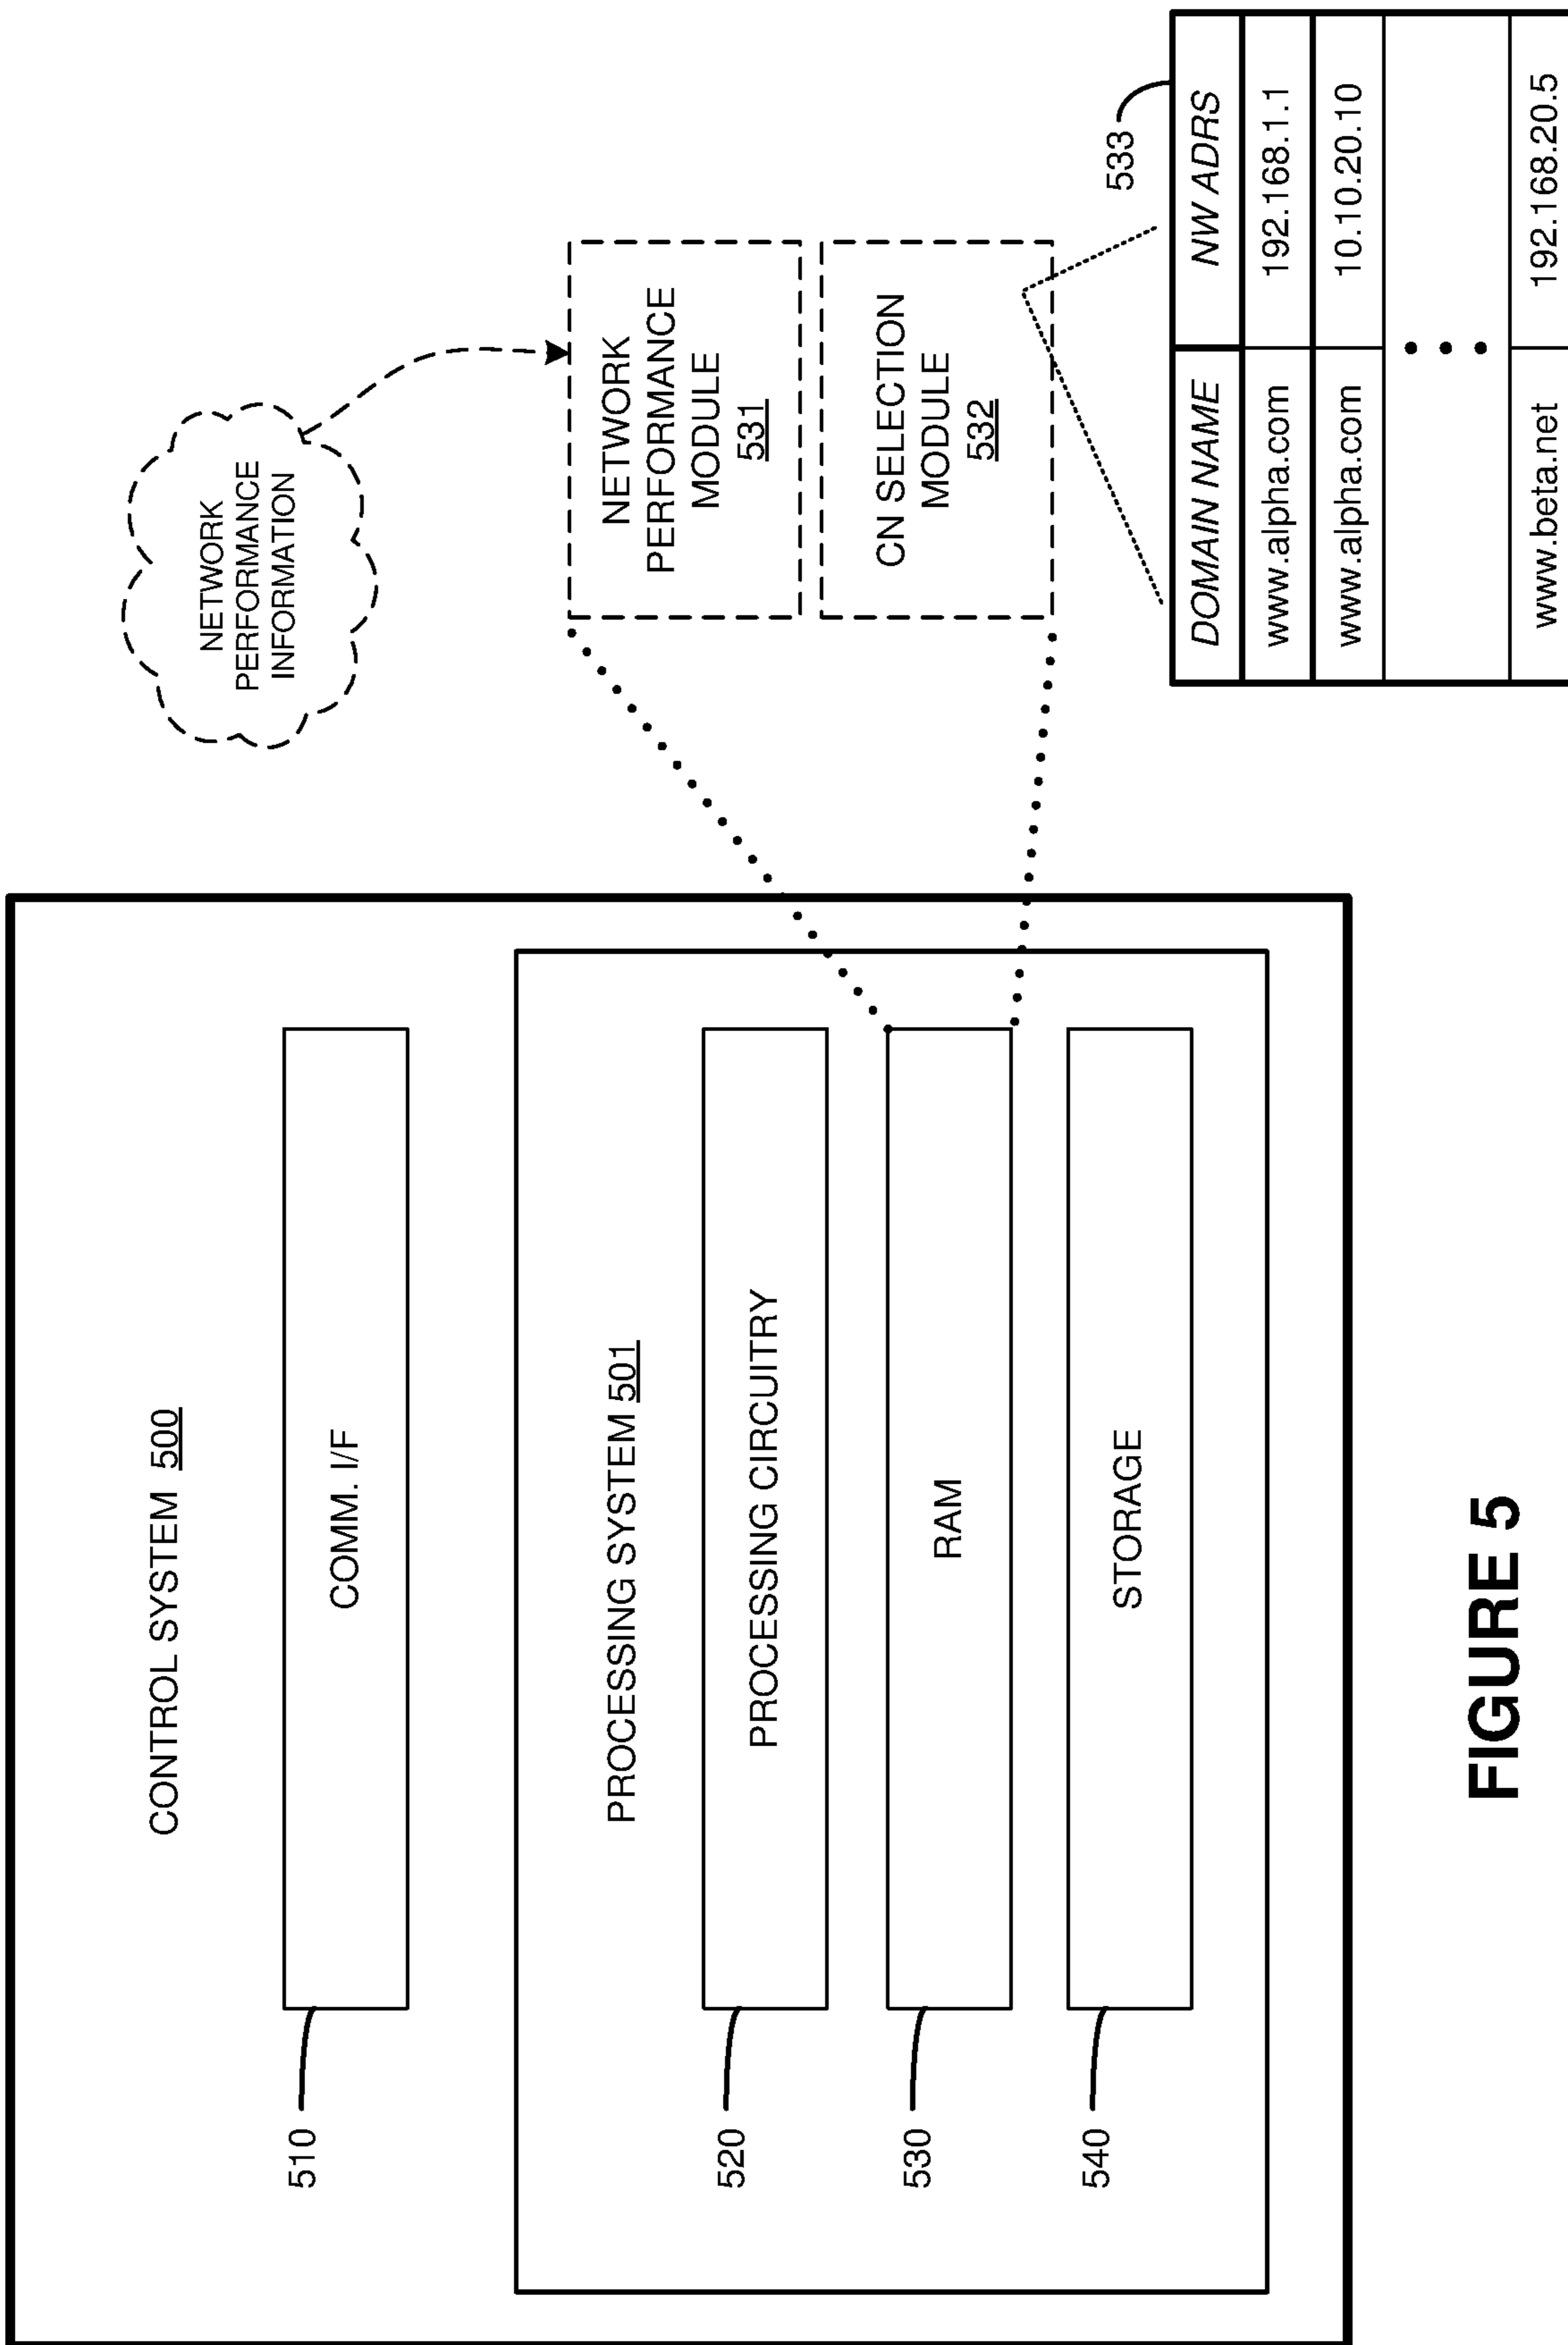 CONTROL SYSTEM 500
COMM. I/F
510
PROCESSING SYSTEM 501
PROCESSING CIRCUITRY
520
RAM
530
STORAGE
540
NETWORK
PERFORMANCE
INFORMATION
NETWORK
PERFORMANCE
MODULE
531
CN SELECTION
MODULE
532
533
DOMAIN NAME NW ADRS
www.alpha.com 192.168.1.1
www.alpha.com 10.10.20.10
www.beta.net 192.168.20.5
FIGURE 5